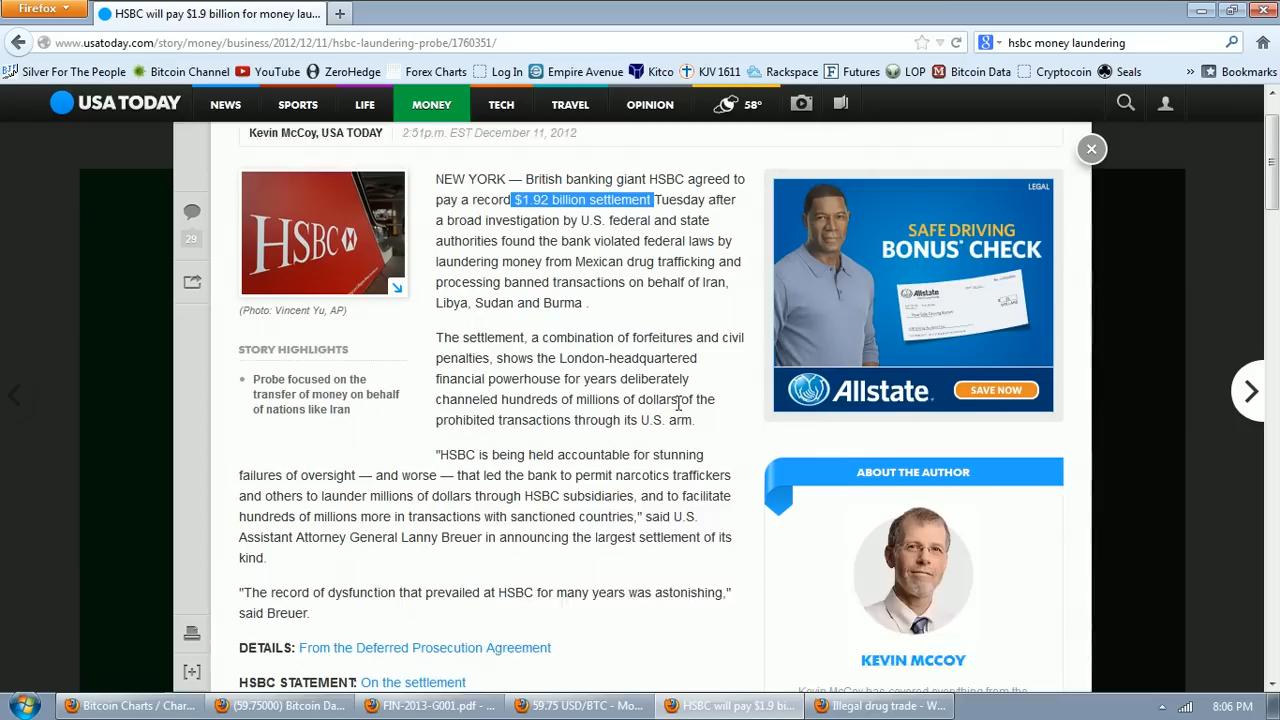 Firefox
HSBC will pay $1.9 billion for money lau...
www.usatoday.com/story/money/business/2012/12/11/hsbc-laundering-probe/1760351/
hsbc money laundering
Silver For The People Bitcoin Channel YouTube ZeroHedge Forex Charts Log In Empire Avenue Kitco KJV 1611 Rackspace Futures LOP Bitcoin Data Cryptocoin Seals » Bookmarks
USA TODAY NEWS SPORTS LIFE MONEY TECH TRAVEL OPINION 58°
Kevin McCoy, USA TODAY 2:51p.m. EST December 11, 2012
29
HSBC
(Photo: Vincent Yu, AP)
STORY HIGHLIGHTS
Probe focused on the
transfer of money on behalf
of nations like Iran
NEW YORK — British banking giant HSBC agreed to
pay a record $1.92 billion settlement Tuesday after
a broad investigation by U.S. federal and state
authorities found the bank violated federal laws by
laundering money from Mexican drug trafficking and
processing banned transactions on behalf of Iran,
Libya, Sudan and Burma .
The settlement, a combination of forfeitures and civil
penalties, shows the London-headquartered
financial powerhouse for years deliberately
channeled hundreds of millions of dollars of the
prohibited transactions through its U.S. arm.
"HSBC is being held accountable for stunning
failures of oversight — and worse — that led the bank to permit narcotics traffickers
and others to launder millions of dollars through HSBC subsidiaries, and to facilitate
hundreds of millions more in transactions with sanctioned countries," said U.S.
Assistant Attorney General Lanny Breuer in announcing the largest settlement of its
kind.
"The record of dysfunction that prevailed at HSBC for many years was astonishing,"
said Breuer.
DETAILS: From the Deferred Prosecution Agreement
HSBC STATEMENT: On the settlement
LEGAL
SAFE DRIVING
BONUS® CHECK
Allstate.
SAVE NOW
ABOUT THE AUTHOR
KEVIN MCCOY
Kevin McCoy has covered everything from the
Bitcoin Charts / Char... (59.75000) Bitcoin Da... FIN-2013-G001.pdf - ... 59.75 USD/BTC - Mo... HSBC will pay $1.9 bi... Illegal drug trade - W... 8:06 PM